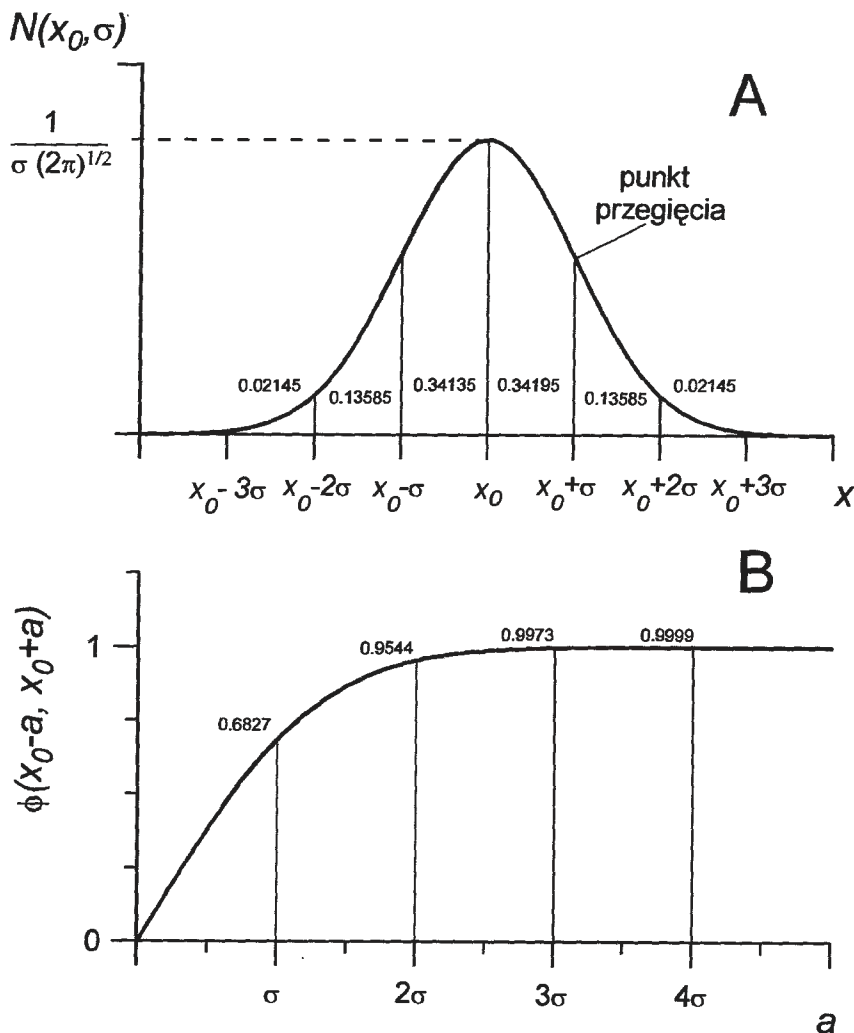 N(x₀,σ)
A
1
σ (2π)^1/2
punkt
przegięcia
0.02145 0.13585 0.34135 0.34195 0.13585 0.02145
x₀-3σ x₀-2σ x₀-σ x₀ x₀+σ x₀+2σ x₀+3σ x
B
ϕ(x₀-a, x₀+a)
1
0.6827 0.9544 0.9973 0.9999
0
σ 2σ 3σ 4σ
a